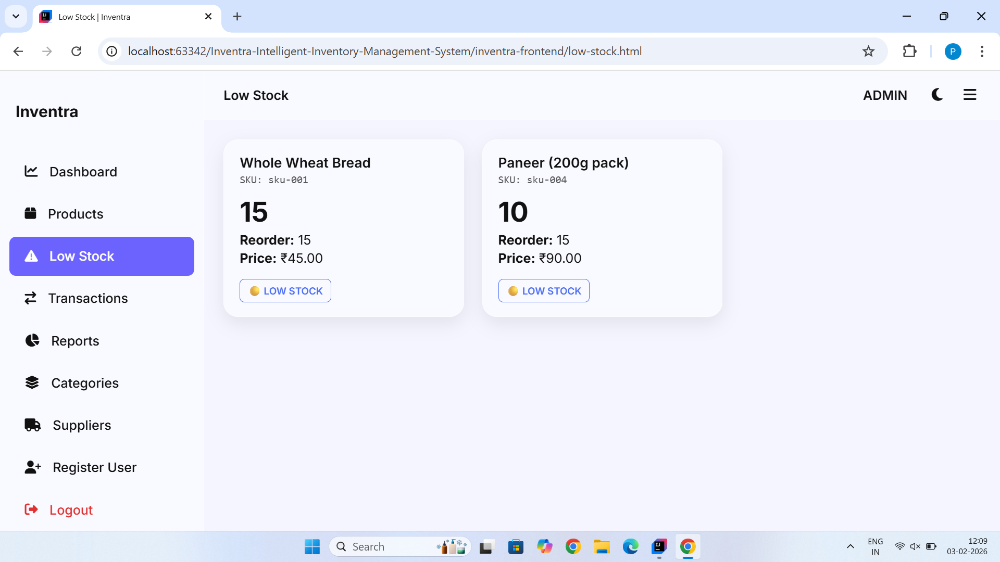 Low Stock | Inventra
localhost:63342/Inventra-Intelligent-Inventory-Management-System/inventra-frontend/low-stock.html
P
Inventra
Dashboard
Products
Low Stock
Transactions
Reports
Categories
Suppliers
Register User
Logout
Low Stock
ADMIN
Whole Wheat Bread
SKU: sku-001
15
Reorder: 15
Price: ₹45.00
LOW STOCK
Paneer (200g pack)
SKU: sku-004
10
Reorder: 15
Price: ₹90.00
LOW STOCK
Search
ENG
IN
12:09
03-02-2026